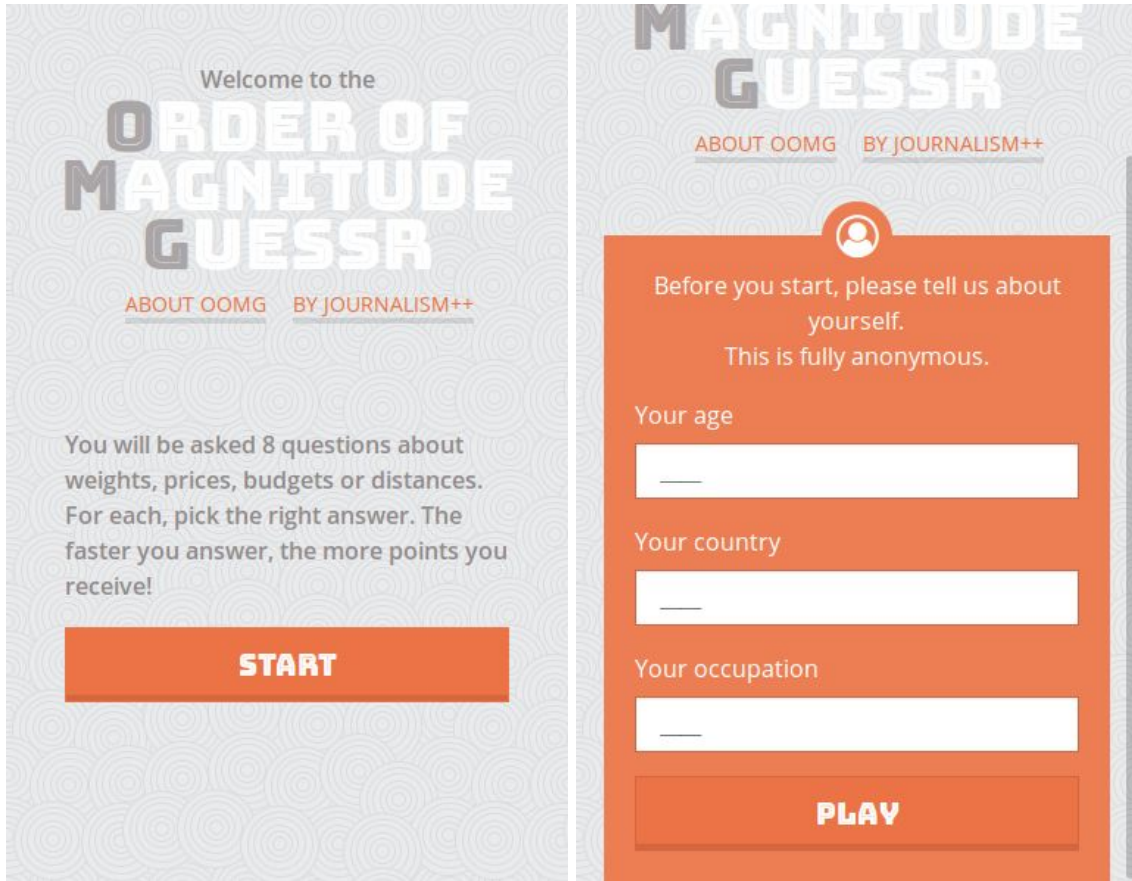 Welcome to the
ORDER OF
MAGNITUDE
GUESSR
ABOUT OOMG BY JOURNALISM++
You will be asked 8 questions about
weights, prices, budgets or distances.
For each, pick the right answer. The
faster you answer, the more points you
receive!
START
MAGNITUDE
GUESSR
ABOUT OOMG BY JOURNALISM++
Before you start, please tell us about
yourself.
This is fully anonymous.
Your age
____
Your country
____
Your occupation
____
PLAY